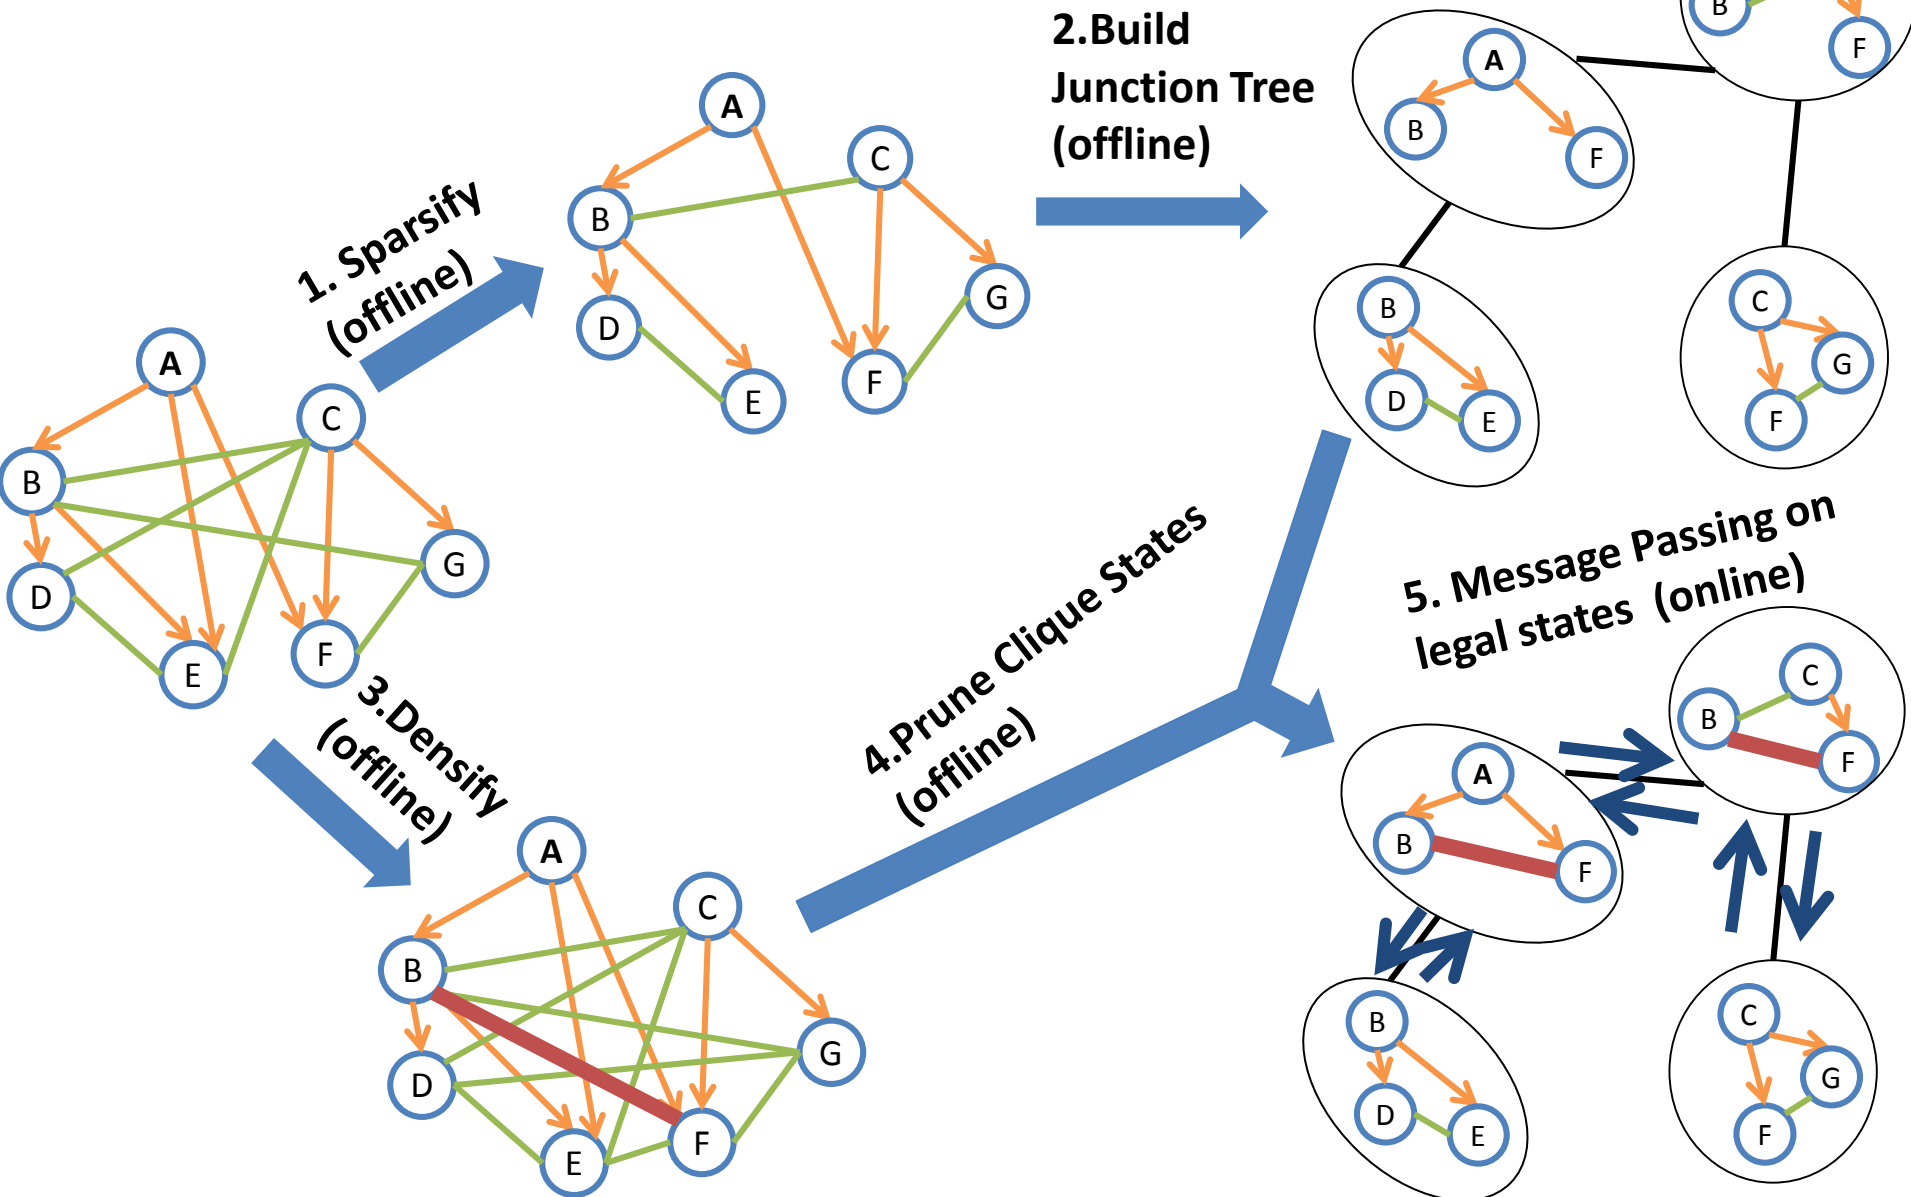 1. Sparsify
(offline)
2.Build
Junction Tree
(offline)
3.Densify
(offline)
4.Prune Clique States
(offline)
5. Message Passing on
legal states (online)
A
B
C
D
E
F
G
A
B
C
D
E
F
G
A
B
C
D
E
F
G
A
B
F
B
F
B
D
E
C
G
F
A
B
F
C
B
F
B
D
E
C
G
F